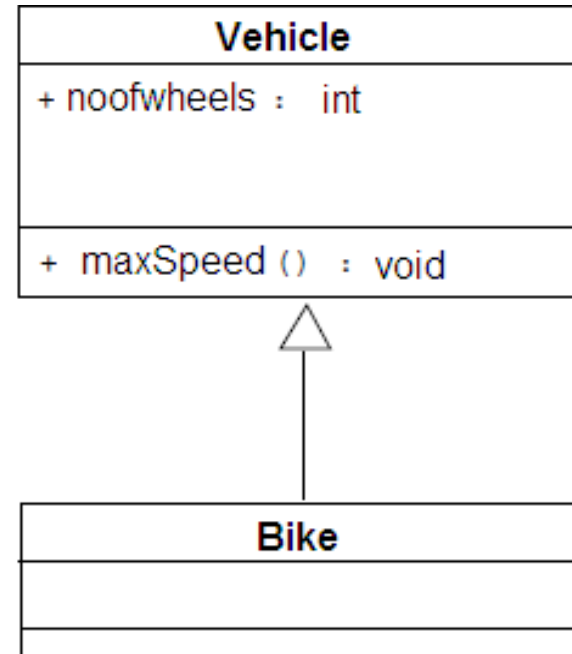 Vehicle
+ noofwheels : int
+ maxSpeed () : void
Bike